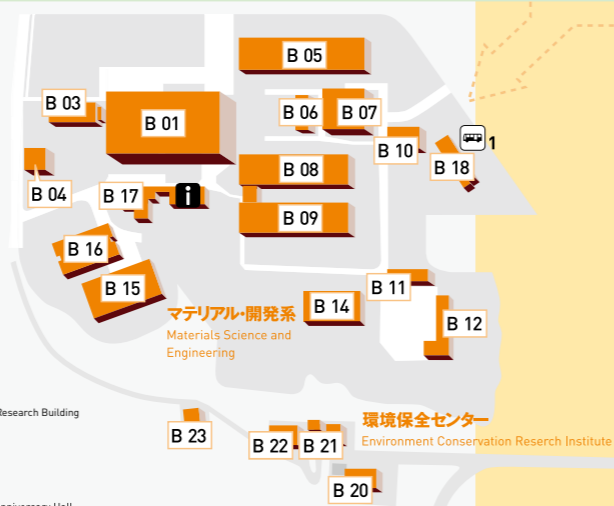 B 05
B 03
B 01
B 06
B 07
1
B 10
B 18
B 08
B 04
B 17
i
B 09
B 16
B 15
B 11
B 14
B 12
マテリアル・開発系
Materials Science and
Engineering
Research Building
環境保全センター
Environment Conservation Reserch Institute
B 23
B 22
B 21
B 20